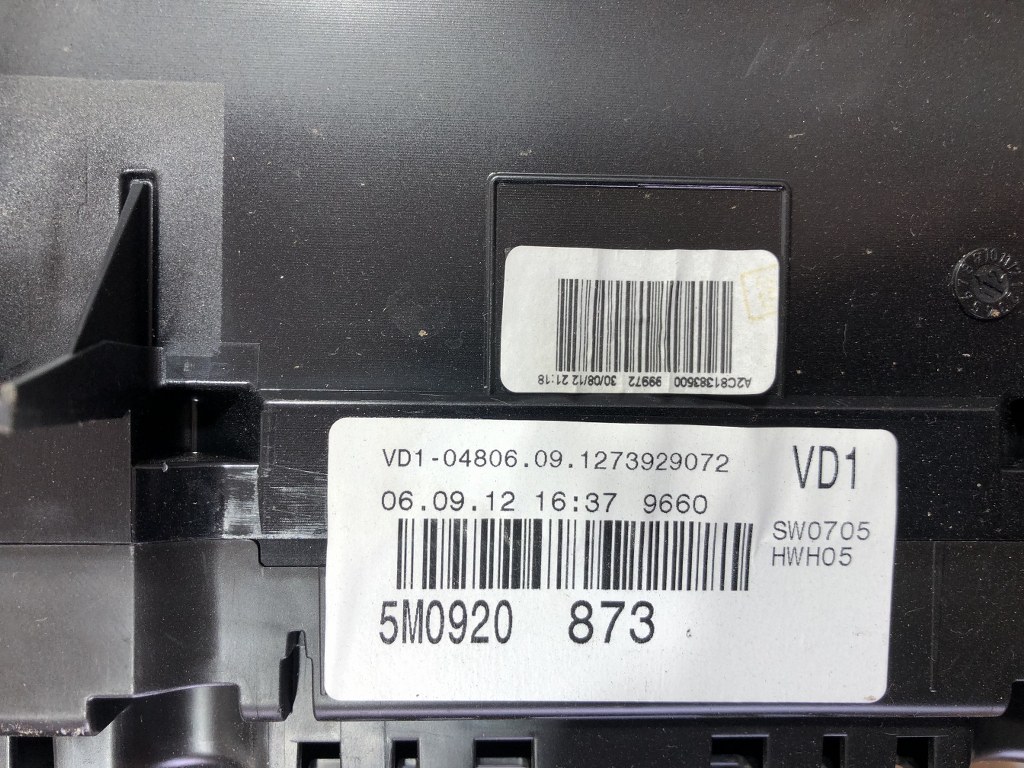 A2C81383500 99972 30/08/12 21:18
VD1-04806.09.1273929072
VD1
06.09.12 16:37 9660
SW0705
HWH05
5M0920 873